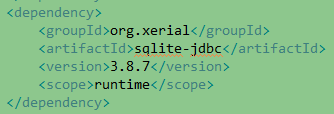 <dependency>
<groupId>org.xerial</groupId>
<artifactId>sqlite-jdbc</artifactId>
<version>3.8.7</version>
<scope>runtime</scope>
</dependency>